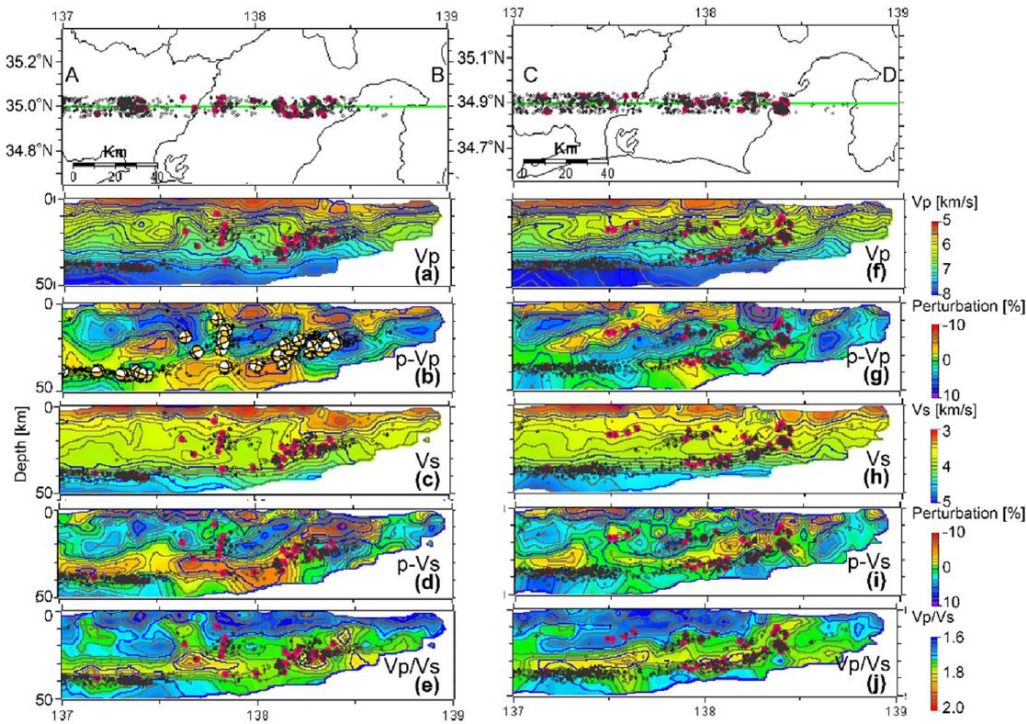 137 138 139
137 138 139
35.2°
N
A B
35.0°
N
34.8°
Km
0 20 40
35.1°
N
C D
34.9°
N
34.7°
Km
0 20 40
0
Vp
50 (a)
0
p-Vp
50 (b)
0
Vs
50 (c)
0
p-Vs
50 (d)
0
Vp/Vs
50 (e)
Depth [km]
137 138 139
Vp
(f)
p-Vp
(g)
Vs
(h)
p-Vs
(i)
Vp/Vs
(j)
137 138 139
Vp [km/s]
5
6
7
8
Perturbation [%]
-10
0
10
Vs [km/s]
3
4
5
Perturbation [%]
-10
0
10
Vp/Vs
1.6
1.8
2.0